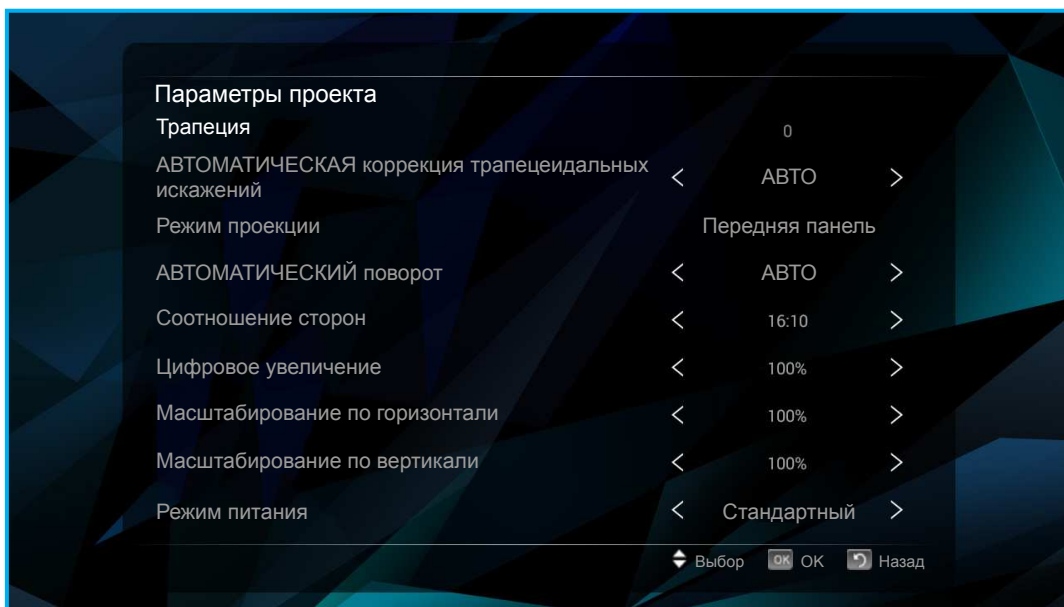 Параметры проекта
Трапеция 0
АВТОМАТИЧЕСКАЯ коррекция трапецеидальных
искажений < АВТО >
Режим проекции Передняя панель
АВТОМАТИЧЕСКИЙ поворот < АВТО >
Соотношение сторон < 16:10 >
Цифровое увеличение < 100% >
Масштабирование по горизонтали < 100% >
Масштабирование по вертикали < 100% >
Режим питания < Стандартный >
Выбор OK OK Назад